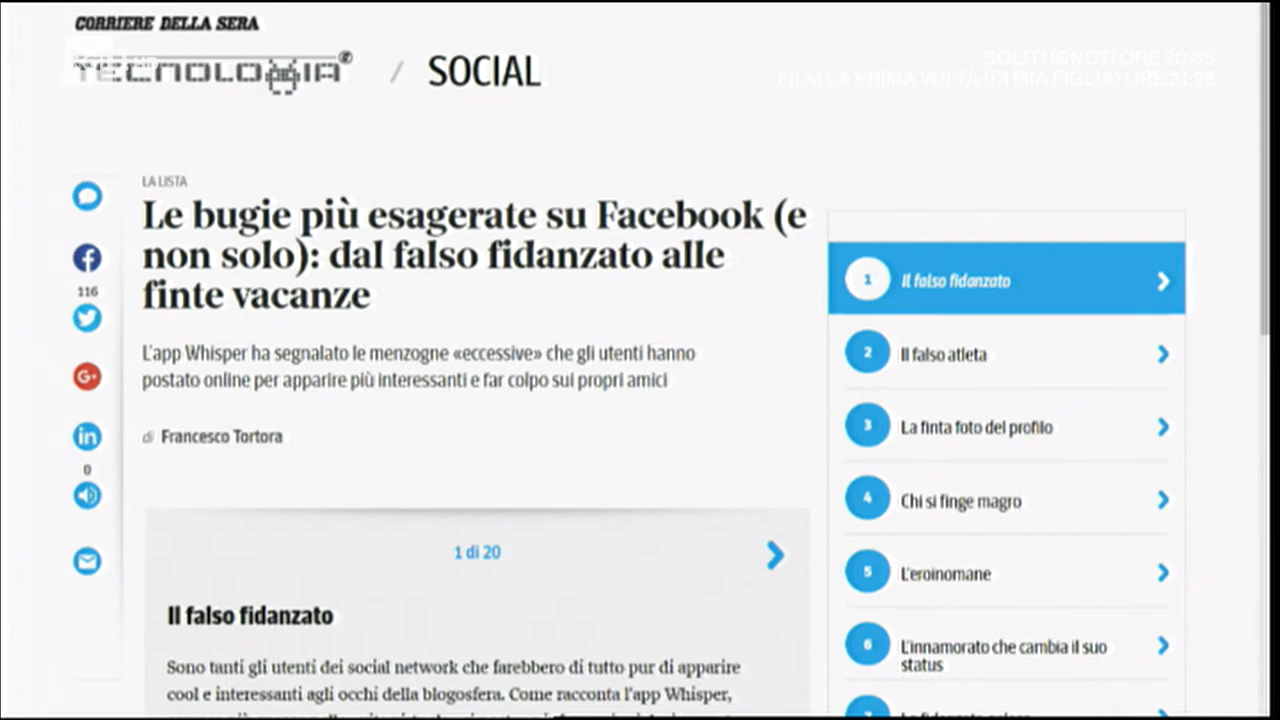 CORRIERE DELLA SERA
TECNOLOGIA
/ SOCIAL
SOLITI IGNOTI ORE 20:35
FILM LA PRIMA VOLTA (DI MIA FIGLIA) ORE 21:25
LA LISTA
Le bugie più esagerate su Facebook (e
non solo): dal falso fidanzato alle
finte vacanze
L'app Whisper ha segnalato le menzogne «eccessive» che gli utenti hanno
postato online per apparire più interessanti e far colpo sui propri amici
di Francesco Tortora
116
G+
in
0
1 di 20
Il falso fidanzato
Sono tanti gli utenti dei social network che farebbero di tutto pur di apparire
cool e interessanti agli occhi della blogosfera. Come racconta l'app Whisper,
1 Il falso fidanzato
2 Il falso atleta
3 La finta foto del profilo
4 Chi si finge magro
5 L'eroinomane
6 L'innamorato che cambia il suo
status